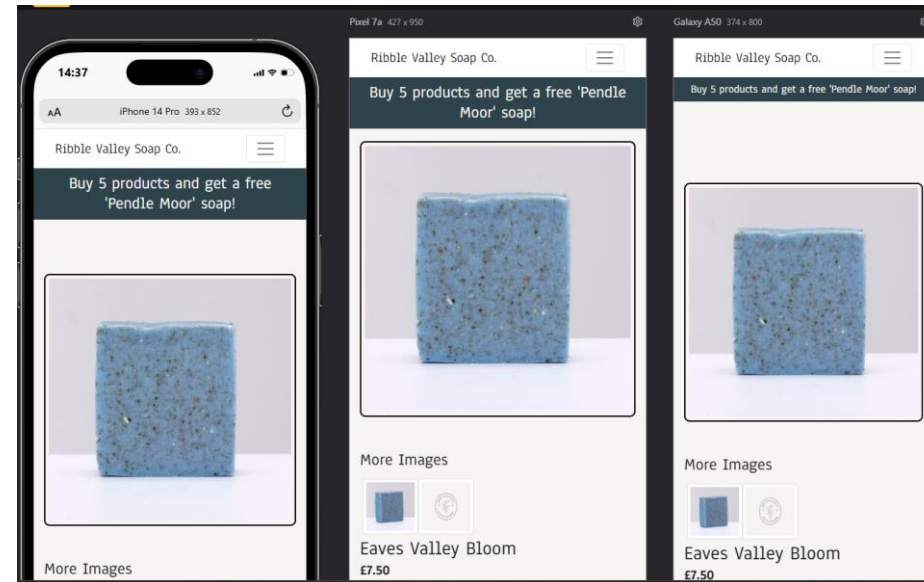 14:37
AA
iPhone 14 Pro 393 x 852
Ribble Valley Soap Co.
Buy 5 products and get a free
'Pendle Moor' soap!
More Images
Pixel 7a 427 x 950
Ribble Valley Soap Co.
Buy 5 products and get a free 'Pendle
Moor' soap!
More Images
Eaves Valley Bloom
£7.50
Galaxy A50 374 x 800
Ribble Valley Soap Co.
Buy 5 products and get a free 'Pendle Moor' soap!
More Images
Eaves Valley Bloom
£7.50